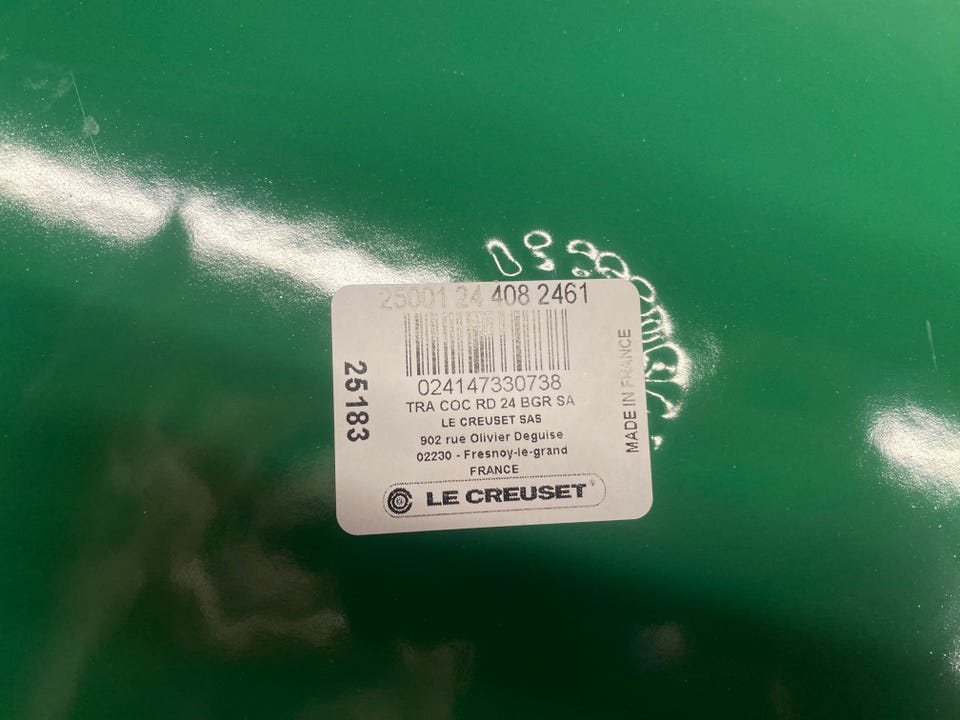 25001 24 408 2461
024147330738
TRA COC RD 24 BGR SA
LE CREUSET SAS
902 rue Olivier Deguise
02230 - Fresnoy-le-grand
FRANCE
LE CREUSET®
25183
MADE IN FRANCE